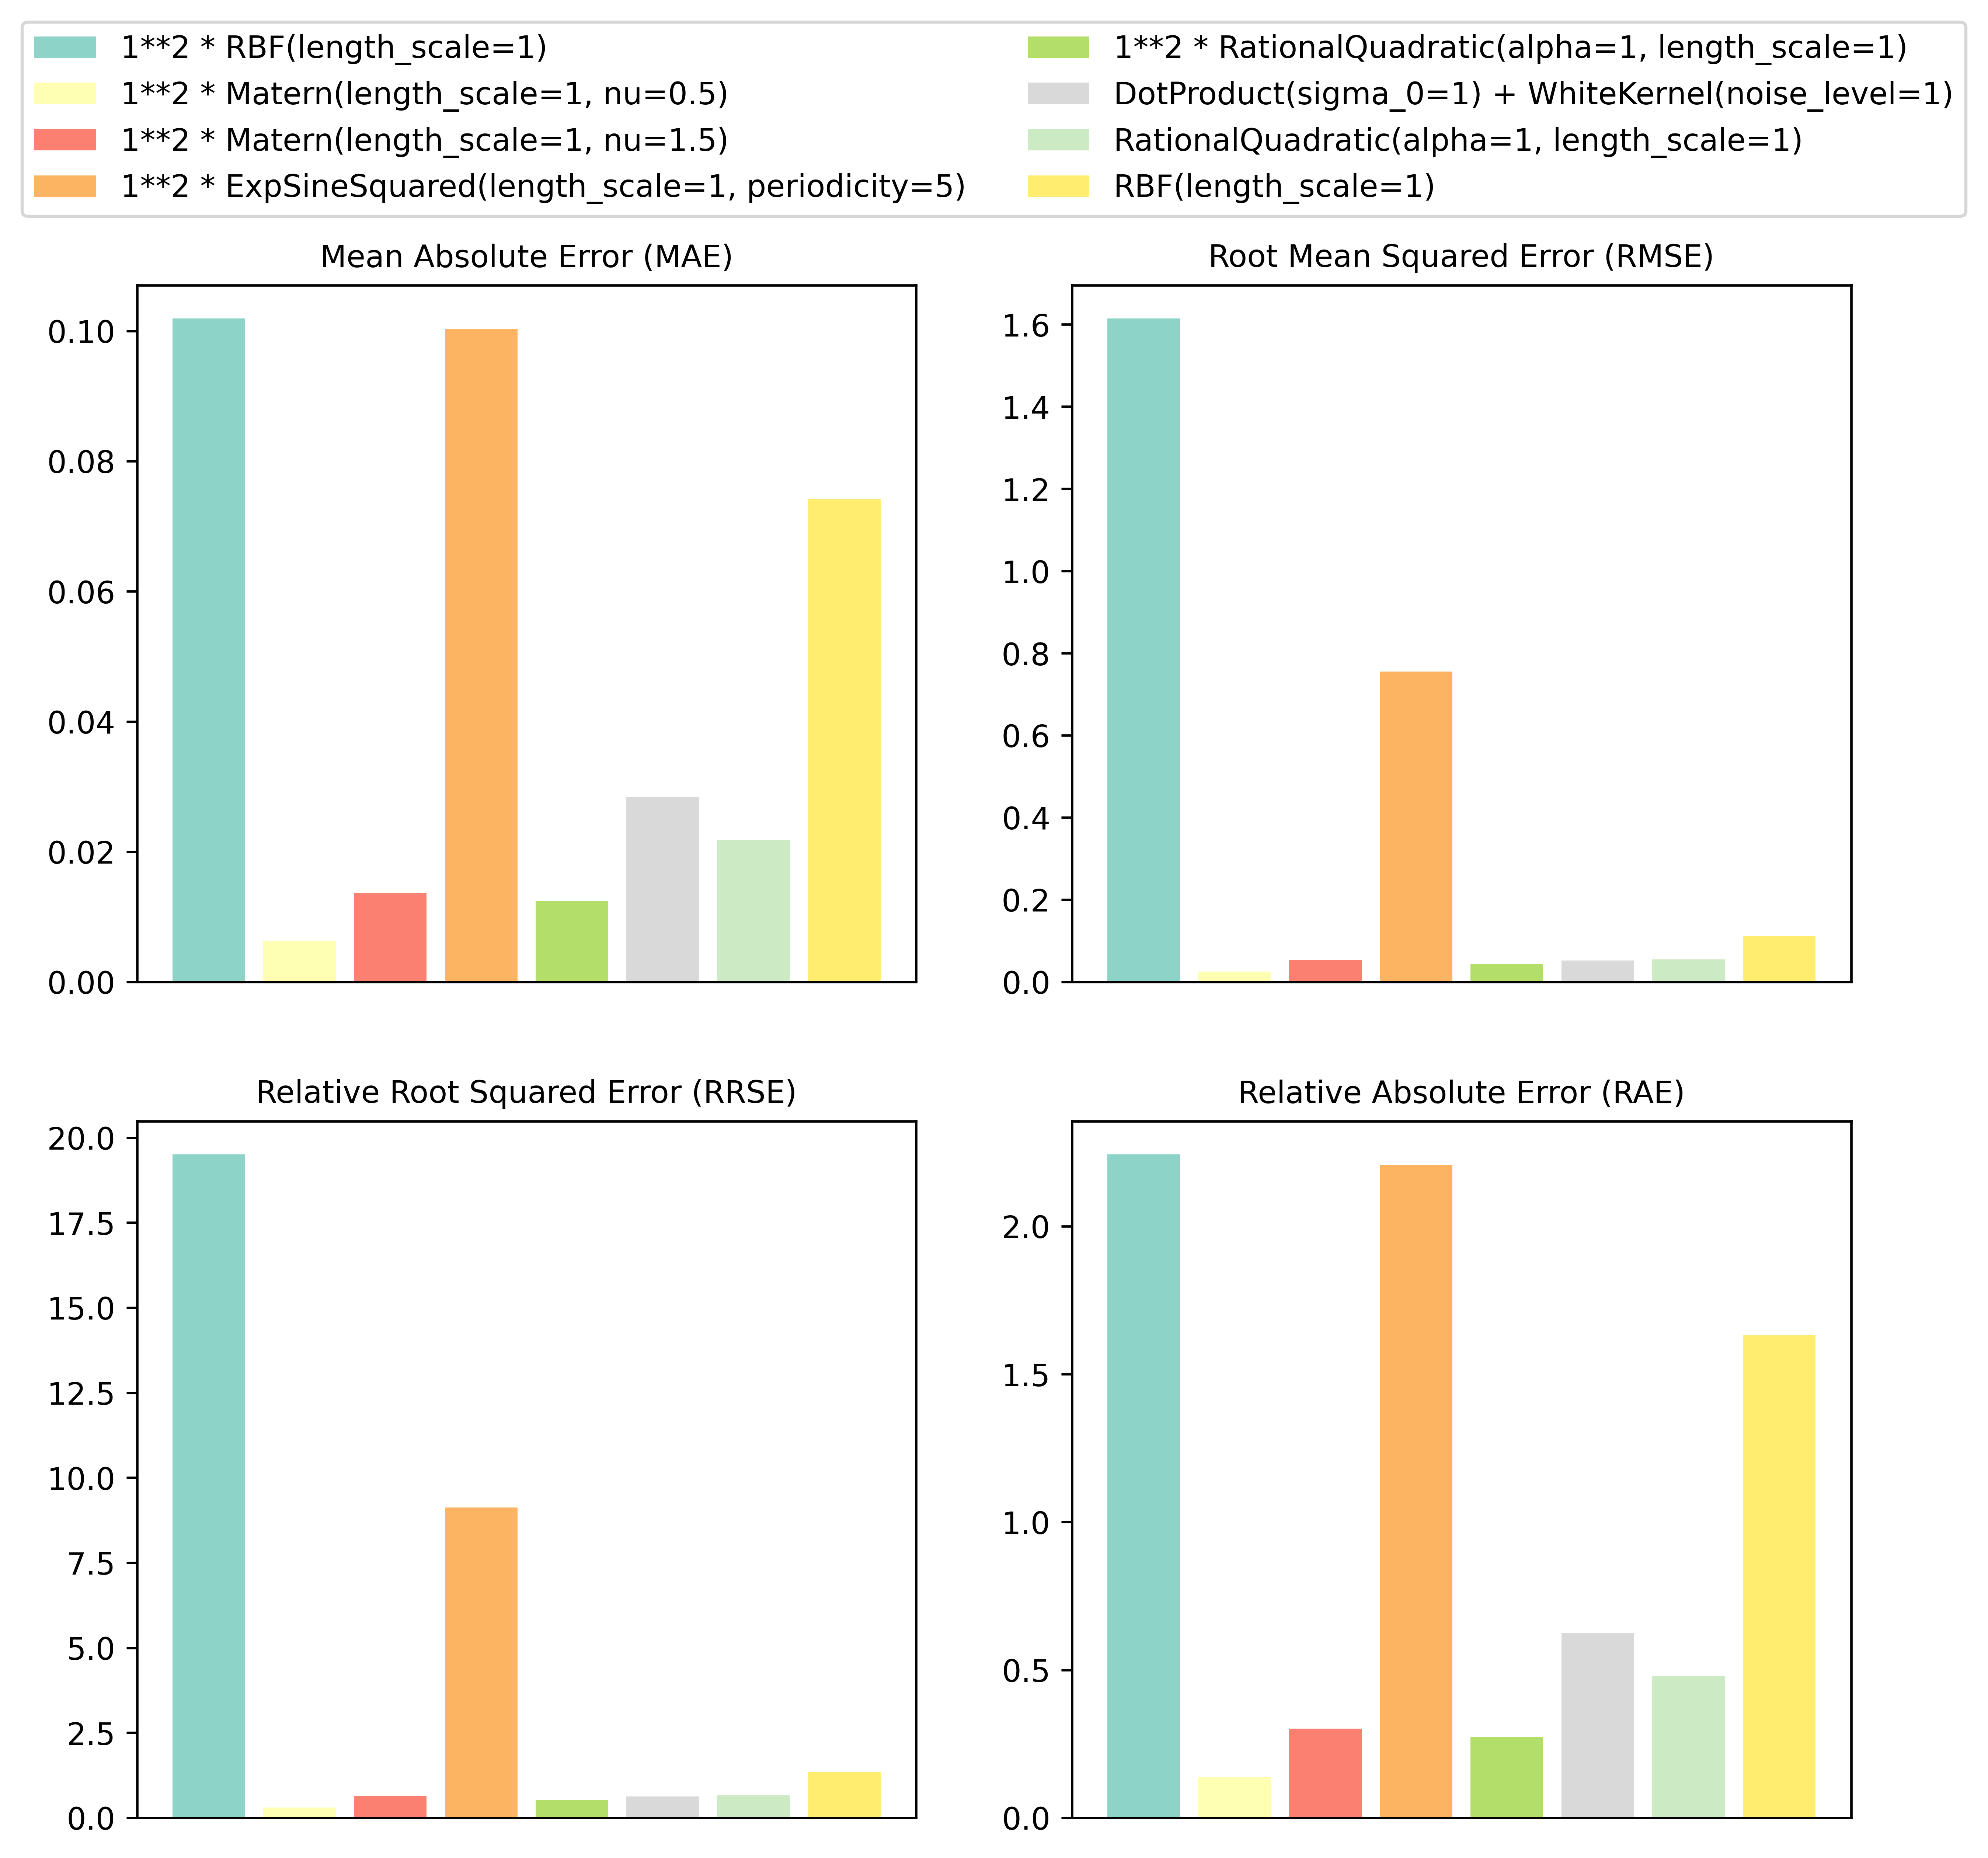 1**2 * RBF(length_scale=1)
1**2 * Matern(length_scale=1, nu=0.5)
1**2 * Matern(length_scale=1, nu=1.5)
1**2 * ExpSineSquared(length_scale=1, periodicity=5)
1**2 * RationalQuadratic(alpha=1, length_scale=1)
DotProduct(sigma_0=1) + WhiteKernel(noise_level=1)
RationalQuadratic(alpha=1, length_scale=1)
RBF(length_scale=1)
Mean Absolute Error (MAE)
0.10
0.08
0.06
0.04
0.02
0.00
Root Mean Squared Error (RMSE)
1.6
1.4
1.2
1.0
0.8
0.6
0.4
0.2
0.0
Relative Root Squared Error (RRSE)
20.0
17.5
15.0
12.5
10.0
7.5
5.0
2.5
0.0
Relative Absolute Error (RAE)
2.0
1.5
1.0
0.5
0.0